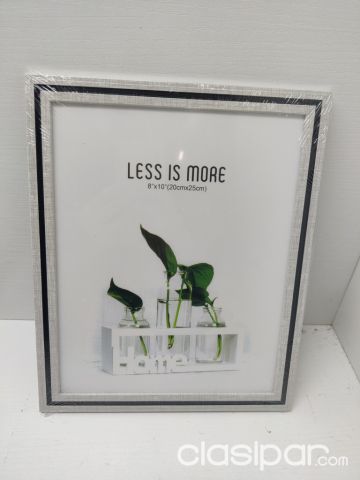 LESS IS MORE
8"x10"(20cmx25cm)
Home
clasipar.com